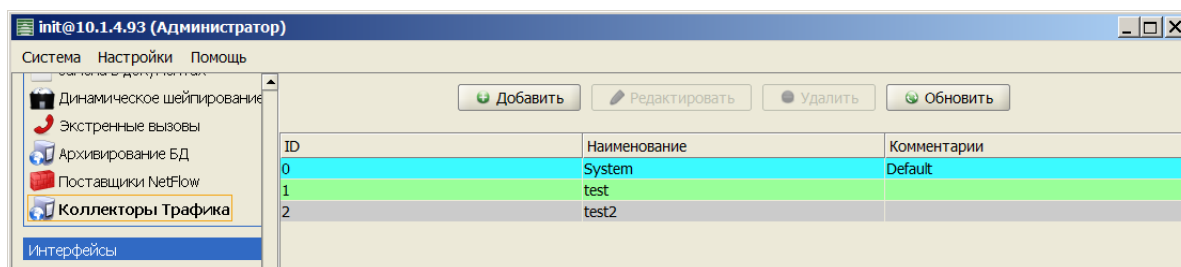 init@10.1.4.93 (Администратор)
Система Настройки Помощь
Динамическое шейпирование
Экстренные вызовы
Архивирование БД
Поставщики NetFlow
Коллекторы Трафика
Интерфейсы
Добавить Редактировать Удалить Обновить
ID Наименование Комментарии
0 System Default
1 test
2 test2